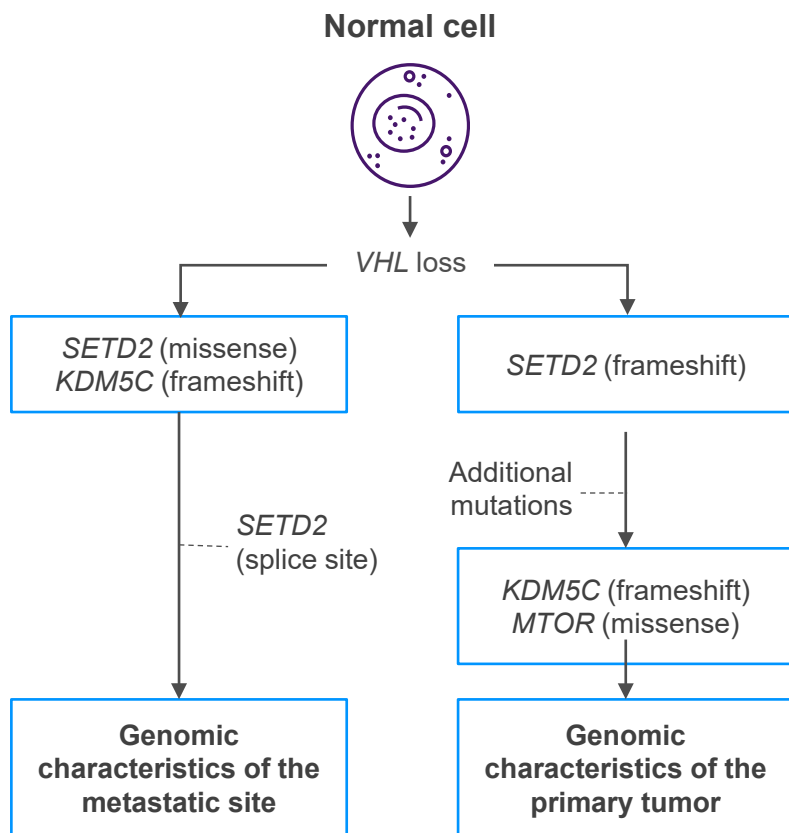 Normal cell
VHL loss
SETD2 (missense)
KDM5C (frameshift)
SETD2 (frameshift)
Additional
mutations
SETD2
(splice site)
KDM5C (frameshift)
MTOR (missense)
Genomic
characteristics of the
metastatic site
Genomic
characteristics of the
primary tumor